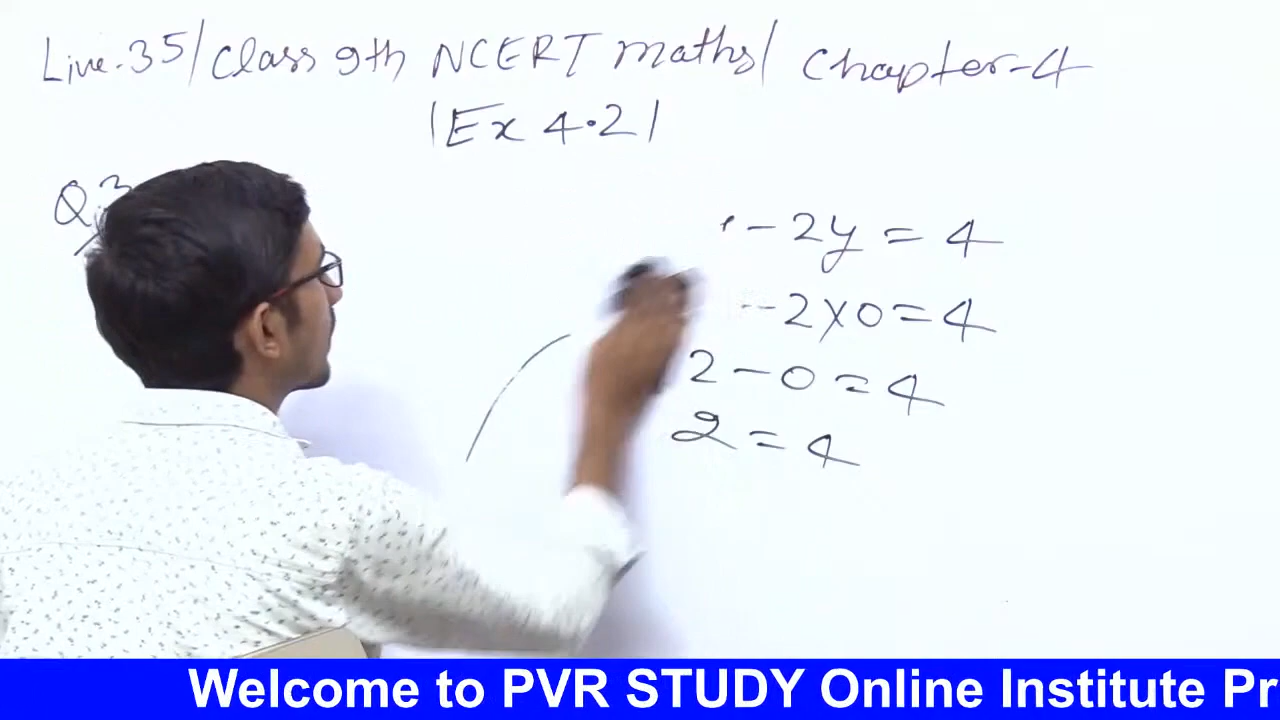 Live-35/Class 9th NCERT maths/ Chapter-4
|Ex 4.2|
Q.3
- 2y = 4
- 2×0 = 4
2 - 0 = 4
2 = 4
Welcome to PVR STUDY Online Institute Pr